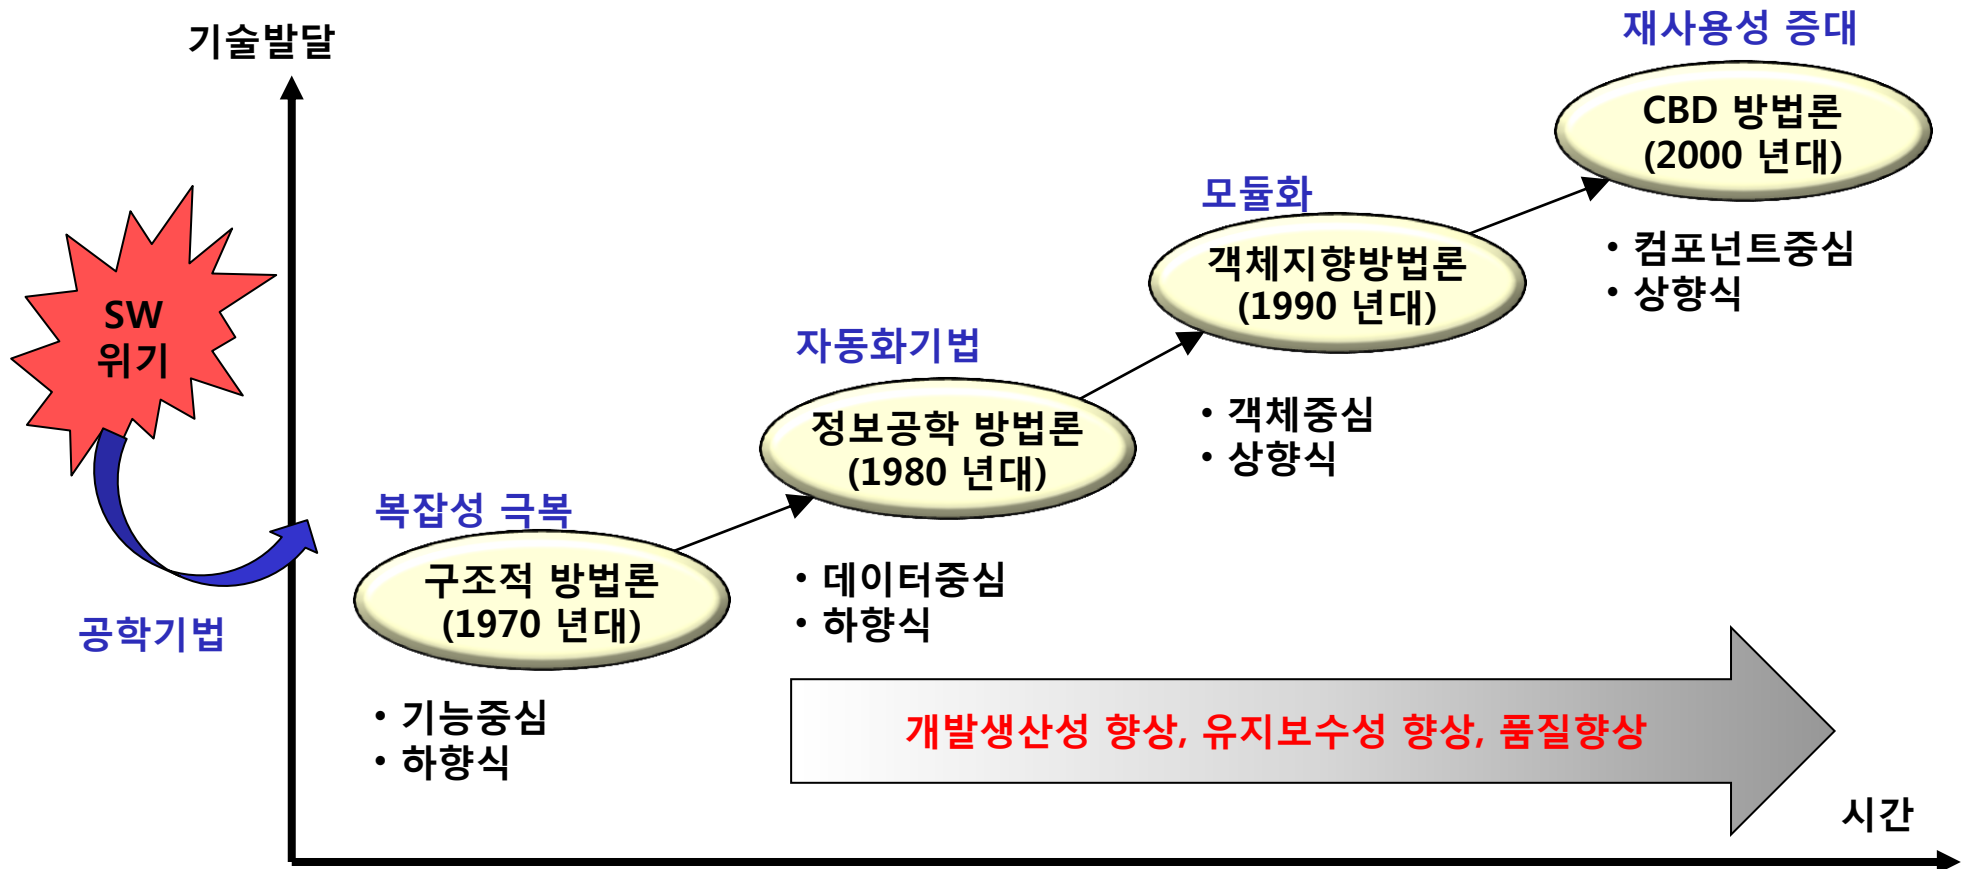 기술발달
재사용성 증대
CBD 방법론
(2000 년대)
• 컴포넌트중심
• 상향식
모듈화
객체지향방법론
(1990 년대)
• 객체중심
• 상향식
SW
위기
자동화기법
정보공학 방법론
(1980 년대)
• 데이터중심
• 하향식
복잡성 극복
구조적 방법론
(1970 년대)
• 기능중심
• 하향식
공학기법
개발생산성 향상, 유지보수성 향상, 품질향상
시간